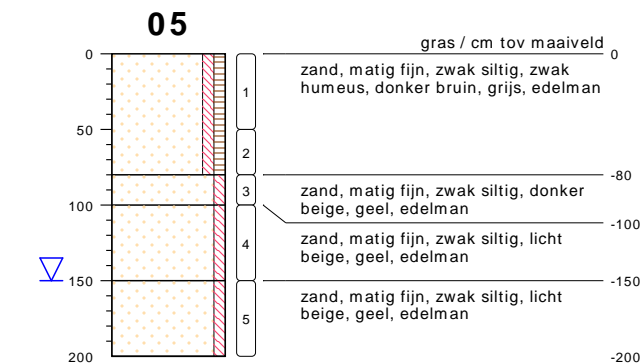 05
gras / cm tov maaiveld
0
0
zand, matig fijn, zwak siltig, zwak
humeus, donker bruin, grijs, edelman
1
50
2
-80
zand, matig fijn, zwak siltig, donker
beige, geel, edelman
3
100
-100
zand, matig fijn, zwak siltig, licht
beige, geel, edelman
4
150
-150
zand, matig fijn, zwak siltig, licht
beige, geel, edelman
5
200
-200